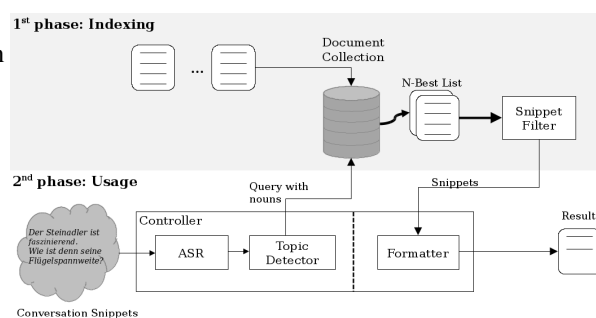 1st phase: Indexing
Document
Collection
...
N-Best List
Snippet
Filter
2nd phase: Usage
Query with
nouns
Snippets
Result
Controller
Der Steinadler ist
faszinierend.
Wie ist denn seine
Flügelspannweite?
ASR
Topic
Detector
Formatter
Conversation Snippets